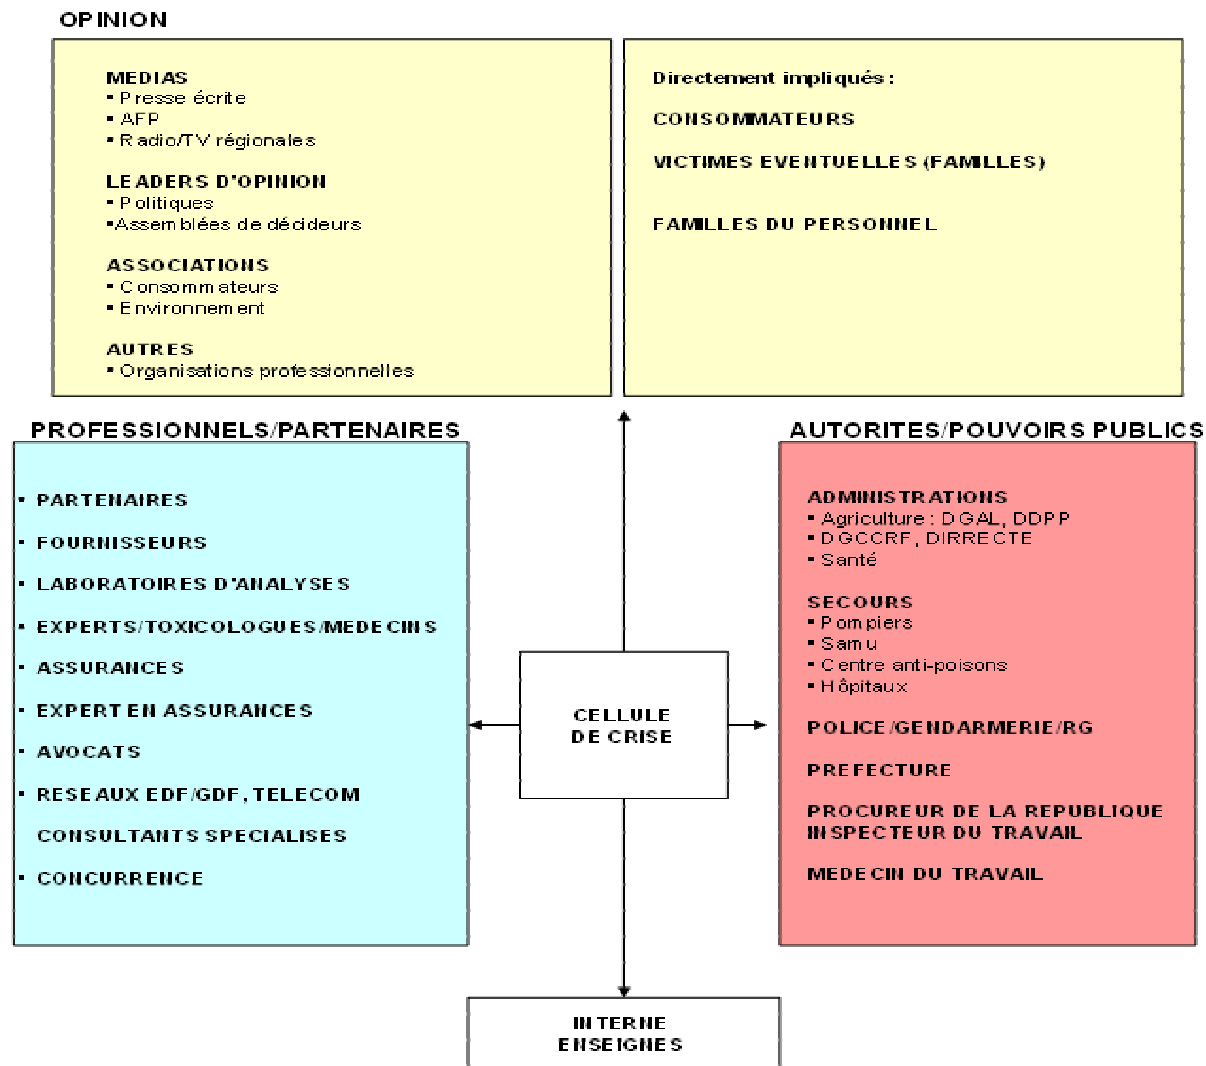 OPINION
MEDIAS
▪ Presse écrite
▪ AFP
▪ Radio/TV régionales
LEADERS D'OPINION
▪ Politiques
▪Assemblées de décideurs
ASSOCIATIONS
▪ Consommateurs
▪ Environnement
AUTRES
▪ Organisations professionnelles
Directement impliqués :
CONSOMMATEURS
VICTIMES EVENTUELLES (FAMILLES)
FAMILLES DU PERSONNEL
PROFESSIONNELS/PARTENAIRES
▪ PARTENAIRES
▪ FOURNISSEURS
▪ LABORATOIRES D'ANALYSES
▪ EXPERTS/TOXICOLOGUES/MEDECINS
▪ ASSURANCES
▪ EXPERT EN ASSURANCES
▪ AVOCATS
▪ RESEAUX EDF/GDF, TELECOM
CONSULTANTS SPECIALISES
▪ CONCURRENCE
CELLULE
DE CRISE
AUTORITES/POUVOIRS PUBLICS
ADMINISTRATIONS
▪ Agriculture : DGAL, DDPP
▪ DGCCRF, DIRRECTE
▪ Santé
SECOURS
▪ Pompiers
▪ Samu
▪ Centre anti-poisons
▪ Hôpitaux
POLICE/GENDARMERIE/RG
PREFECTURE
PROCUREUR DE LA REPUBLIQUE
INSPECTEUR DU TRAVAIL
MEDECIN DU TRAVAIL
INTERNE
ENSEIGNES